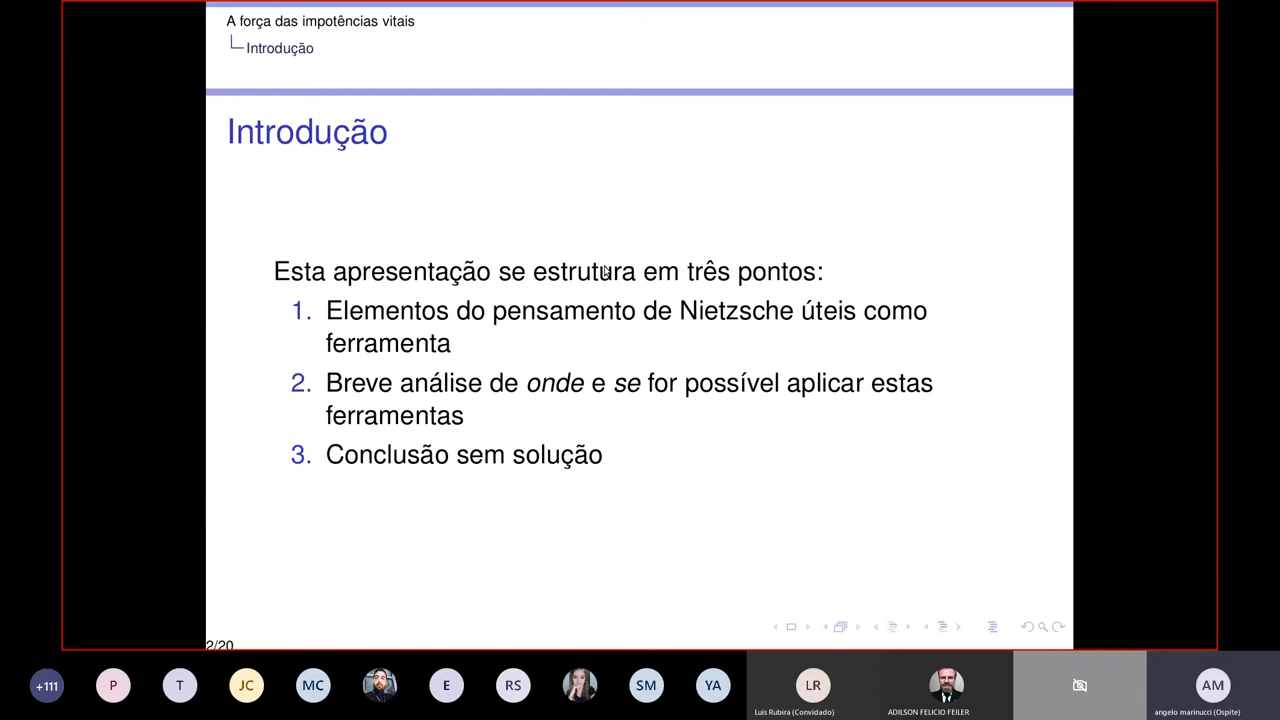 A força das impotências vitais
Introdução
Introdução
Esta apresentação se estrutura em três pontos:
1. Elementos do pensamento de Nietzsche úteis como
ferramenta
2. Breve análise de onde e se for possível aplicar estas
ferramentas
3. Conclusão sem solução
2/20
+111
P
T
JC
MC
E
RS
SM
YA
LR
AM
Luis Rubira (Convidado)
ADILSON FELICIO FEILER
angelo marinucci (Ospite)